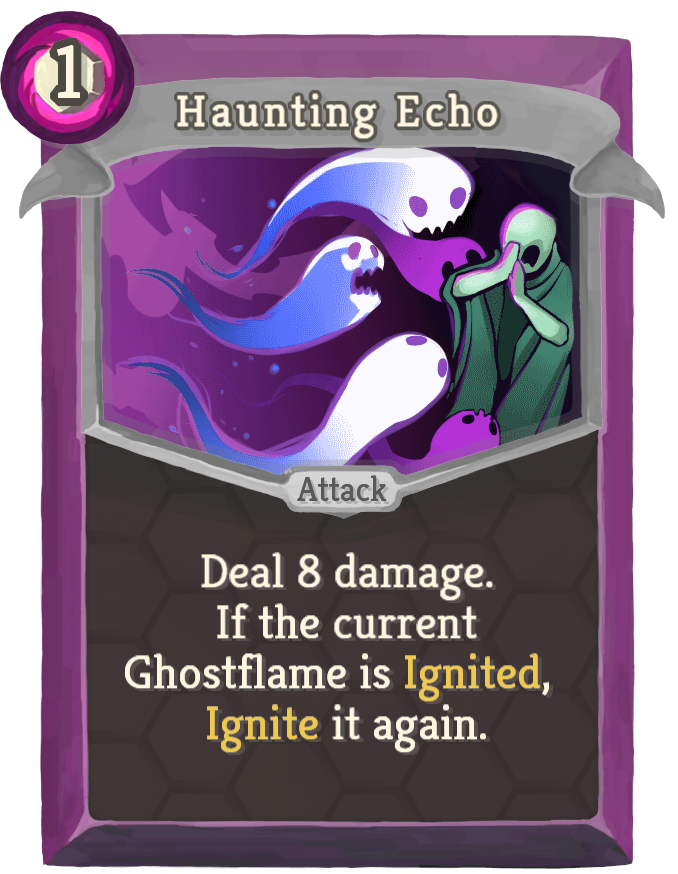 1
Haunting Echo
Attack
Deal 8 damage.
If the current
Ghostflame is Ignited,
Ignite it again.